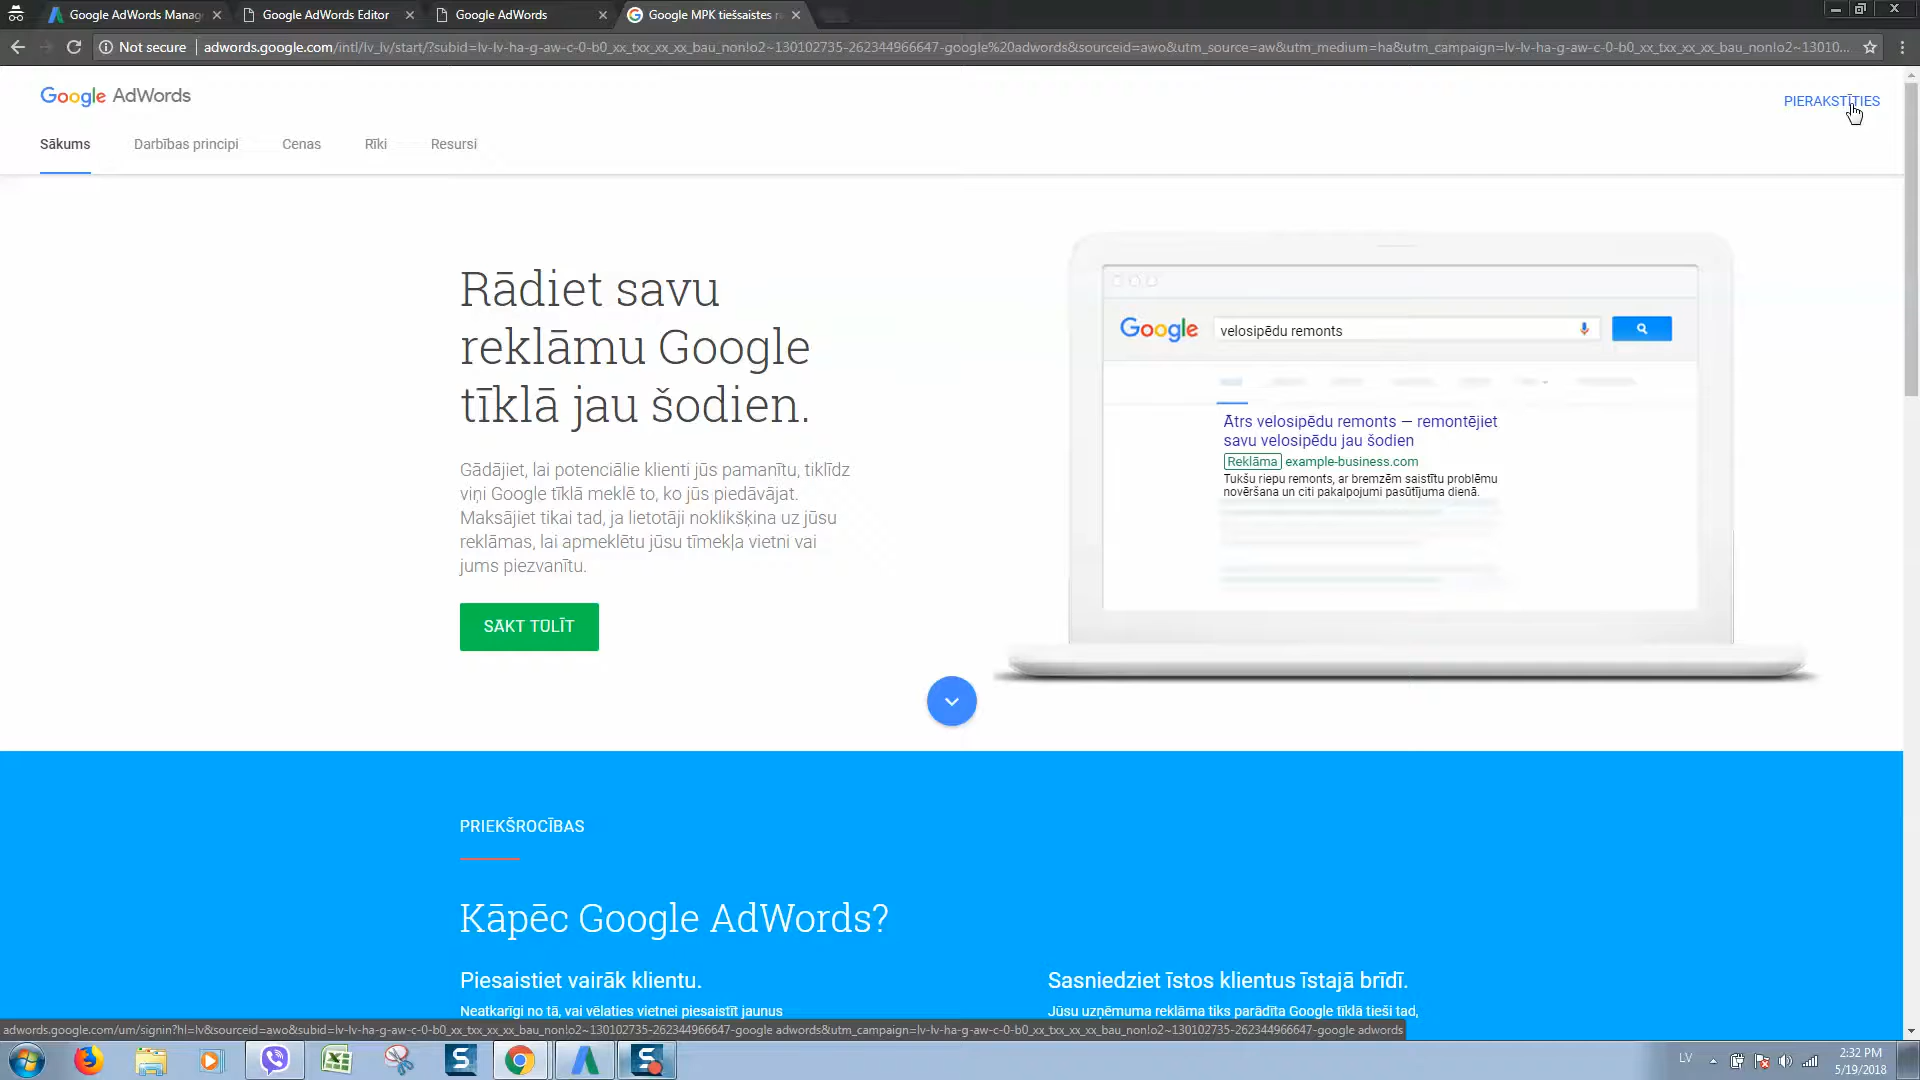 Google AdWords Manag
Google AdWords Editor
Google AdWords
Google MPK tiešsaistes r
Not secure
adwords.google.com/intl/lv_lv/start/?subid=lv-lv-ha-g-aw-c-0-b0_xx_txx_xx_xx_bau_non!o2~130102735-262344966647-google%20adwords&sourceid=awo&utm_source=aw&utm_medium=ha&utm_campaign=lv-lv-ha-g-aw-c-0-b0_xx_txx_xx_xx_bau_non!o2~13010...
Google AdWords
PIERAKSTĪTIES
Sākums
Darbības principi
Cenas
Rīki
Resursi
Rādiet savu
reklāmu Google
tīklā jau šodien.
Gādājiet, lai potenciālie klienti jūs pamanītu, tiklīdz
viņi Google tīklā meklē to, ko jūs piedāvājat.
Maksājiet tikai tad, ja lietotāji noklikšķina uz jūsu
reklāmas, lai apmeklētu jūsu tīmekļa vietni vai
jums piezvanītu.
SĀKT TŪLĪT
Google
velosipēdu remonts
Ātrs velosipēdu remonts — remontējiet
savu velosipēdu jau šodien
Reklāma example-business.com
Tukšu riepu remonts, ar bremzēm saistītu problēmu
novēršana un citi pakalpojumi pasūtījuma dienā.
PRIEKŠROCĪBAS
Kāpēc Google AdWords?
Piesaistiet vairāk klientu.
Neatkarīgi no tā, vai vēlaties vietnei piesaistīt jaunus
Sasniedziet īstos klientus īstajā brīdī.
Jūsu uzņēmuma reklāma tiks parādīta Google tīklā tieši tad,
adwords.google.com/um/signin?hl=lv&sourceid=awo&subid=lv-lv-ha-g-aw-c-0-b0_xx_txx_xx_xx_bau_non!o2~130102735-262344966647-google adwords&utm_campaign=lv-lv-ha-g-aw-c-0-b0_xx_txx_xx_xx_bau_non!o2~130102735-262344966647-google adwords
LV
2:32 PM
5/19/2018